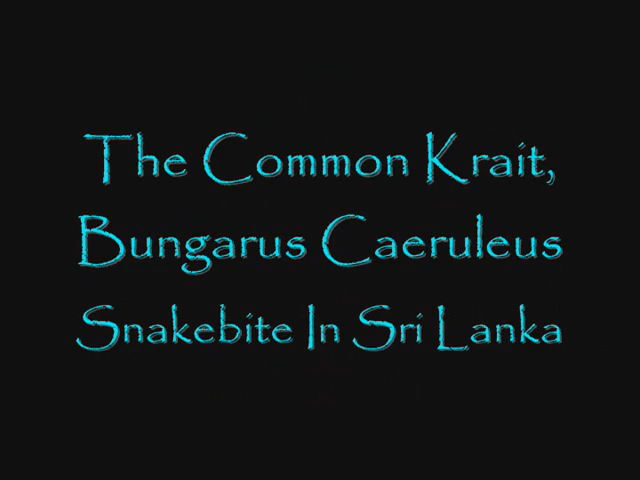 The Common Krait,
Bungarus Caeruleus
Snakebite In Sri Lanka